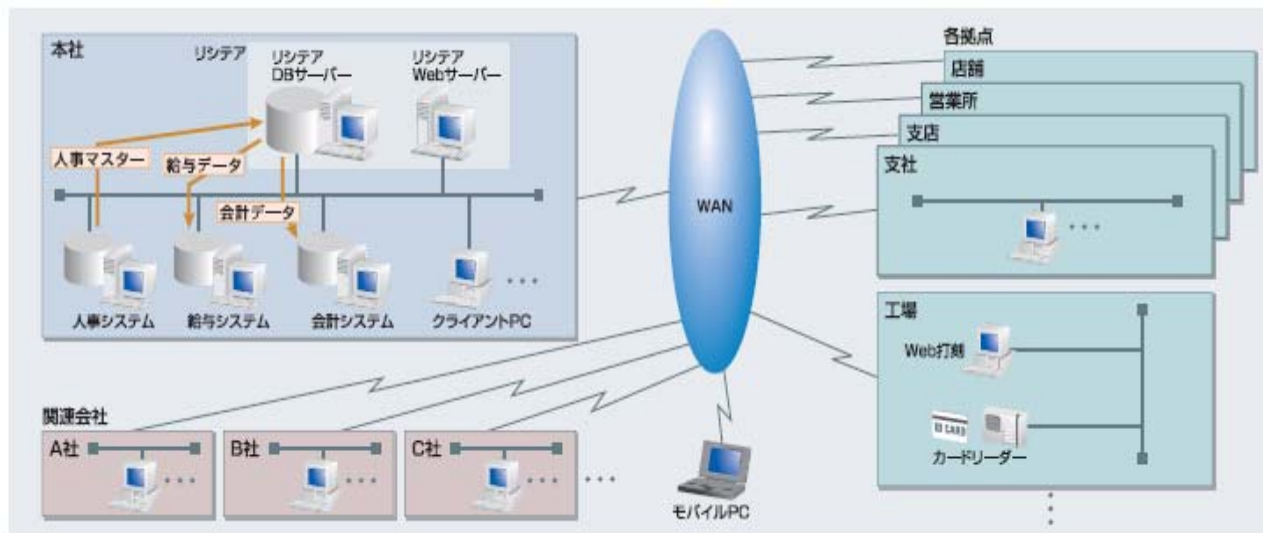 本社
リシテア
リシテア
DBサーバー
リシテア
Webサーバー
人事マスター
給与データ
会計データ
人事システム
給与システム
会計システム
クライアントPC
・・・
WAN
各拠点
店舗
営業所
支店
支社
・・・
工場
Web打刻
ID CARD
カードリーダー
関連会社
A社
・・・
B社
・・・
C社
・・・
・・・
モバイルPC